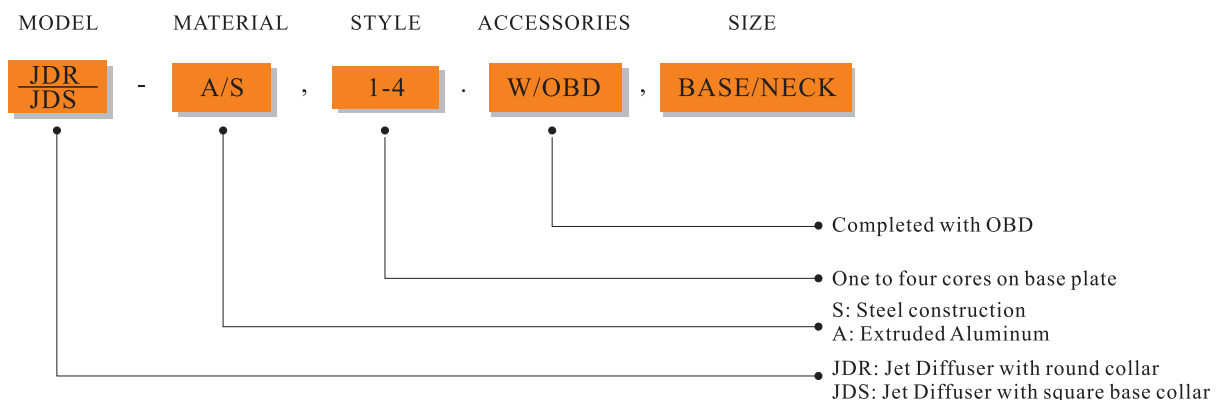 MODEL MATERIAL STYLE ACCESSORIES SIZE
JDR
JDS - A/S , 1-4 . W/OBD , BASE/NECK
Completed with OBD
One to four cores on base plate
S: Steel construction
A: Extruded Aluminum
JDR: Jet Diffuser with round collar
JDS: Jet Diffuser with square base collar